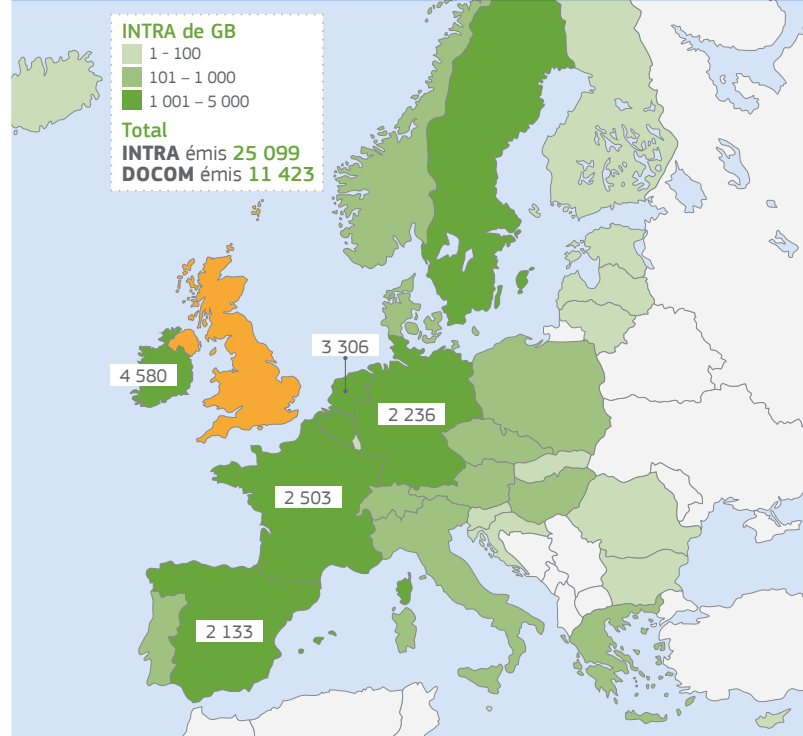 INTRA de GB
1 - 100
101 – 1 000
1 001 – 5 000
Total
INTRA émis 25 099
DOCOM émis 11 423
3 306
4 580
2 236
2 503
2 133